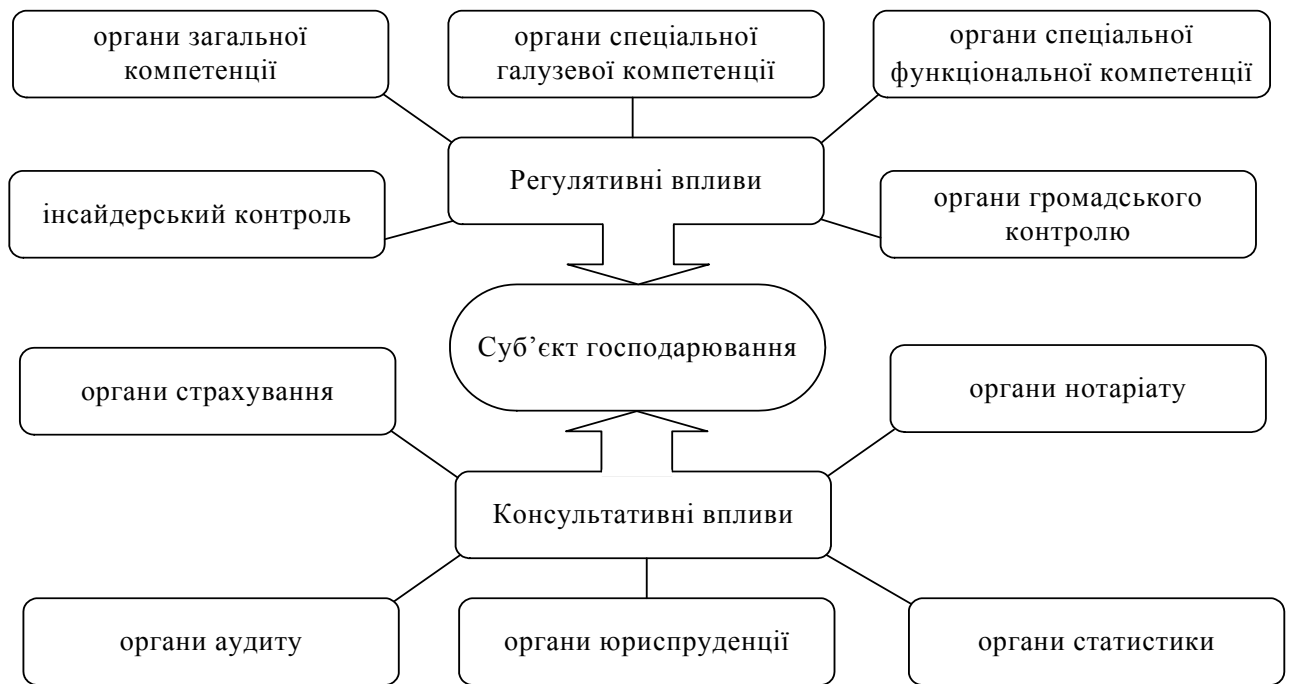 органи загальної
компетенції
органи спеціальної
галузевої компетенції
органи спеціальної
функціональної компетенції
Регулятивні впливи
інсайдерський контроль
органи громадського
контролю
Суб’єкт господарювання
органи страхування
органи нотаріату
Консультативні впливи
органи аудиту
органи юриспруденції
органи статистики